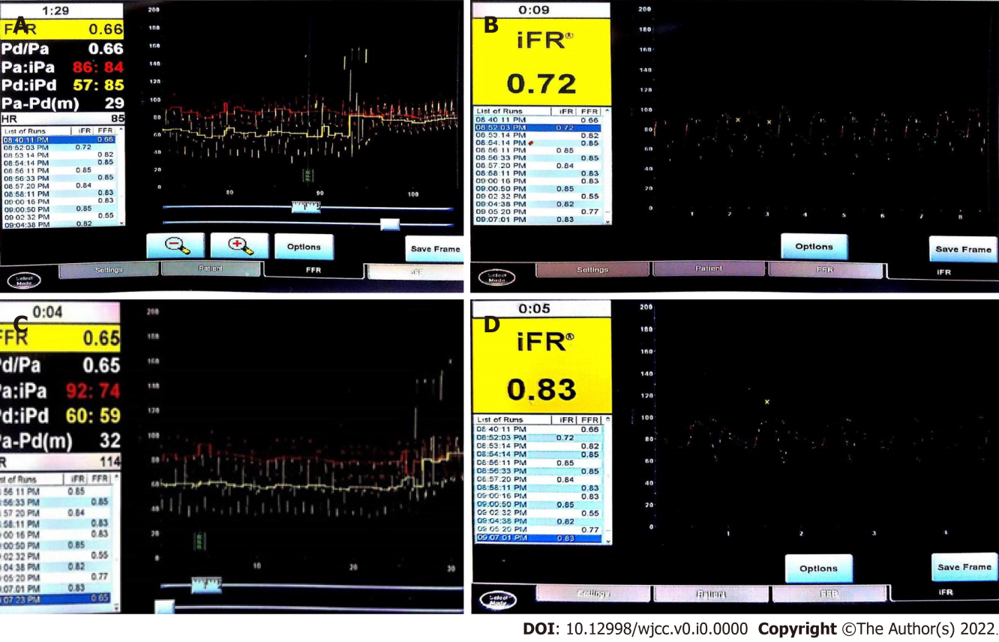 A
1:29
FFR 0.66
Pd/Pa 0.66
Pa:iPa 86: 84
Pd:iPd 57: 85
Pa-Pd(m) 29
HR 85
List of Runs iFR FFR
08:40:11 PM 0.66
08:52:03 PM 0.72
08:53:14 PM 0.82
08:54:14 PM 0.85
08:56:11 PM 0.85
08:56:33 PM 0.85
08:57:20 PM 0.84
08:58:11 PM 0.83
09:00:16 PM 0.83
09:00:50 PM 0.85
09:02:32 PM 0.55
09:04:38 PM 0.82
200
180
160
140
120
100
80
60
40
20
0
FFR
80 90 100
Options
Save Frame
Select Mode
Settings
Patient
FFR
iFR
B
0:09
iFR®
0.72
List of Runs iFR FFR
08:40:11 PM 0.66
08:52:03 PM 0.72
08:53:14 PM 0.82
08:54:14 PM 0.85
08:56:11 PM 0.85
08:56:33 PM 0.85
08:57:20 PM 0.84
08:58:11 PM 0.83
09:00:16 PM 0.83
09:00:50 PM 0.85
09:02:32 PM 0.55
09:04:38 PM 0.82
09:05:20 PM 0.77
09:07:01 PM 0.83
200
180
160
140
120
100
80
60
40
20
0
1 2 3 4 5 6 7 8
Options
Save Frame
Select Mode
Settings
Patient
FFR
iFR
C
0:04
FFR 0.65
d/Pa 0.65
a:iPa 92: 74
d:iPd 60: 59
a-Pd(m) 32
R 114
st of Runs iFR FFR
56:11 PM 0.85
56:33 PM 0.85
57:20 PM 0.84
58:11 PM 0.83
00:16 PM 0.83
00:50 PM 0.85
02:32 PM 0.55
04:38 PM 0.82
05:20 PM 0.77
07:01 PM 0.83
07:23 PM 0.65
200
180
160
140
120
100
80
60
40
20
0
FFR
10 20 30
D
0:05
iFR®
0.83
List of Runs iFR FFR
08:40:11 PM 0.66
08:52:03 PM 0.72
08:53:14 PM 0.82
08:54:14 PM 0.85
08:56:11 PM 0.85
08:56:33 PM 0.85
08:57:20 PM 0.84
08:58:11 PM 0.83
09:00:16 PM 0.83
09:00:50 PM 0.85
09:02:32 PM 0.55
09:04:38 PM 0.82
09:05:20 PM 0.77
09:07:01 PM 0.83
200
180
160
140
120
100
80
60
40
20
0
1 2 3 4
Options
Save Frame
Select Mode
Settings
Patient
FFR
iFR
DOI: 10.12998/wjcc.v0.i0.0000 Copyright ©The Author(s) 2022.